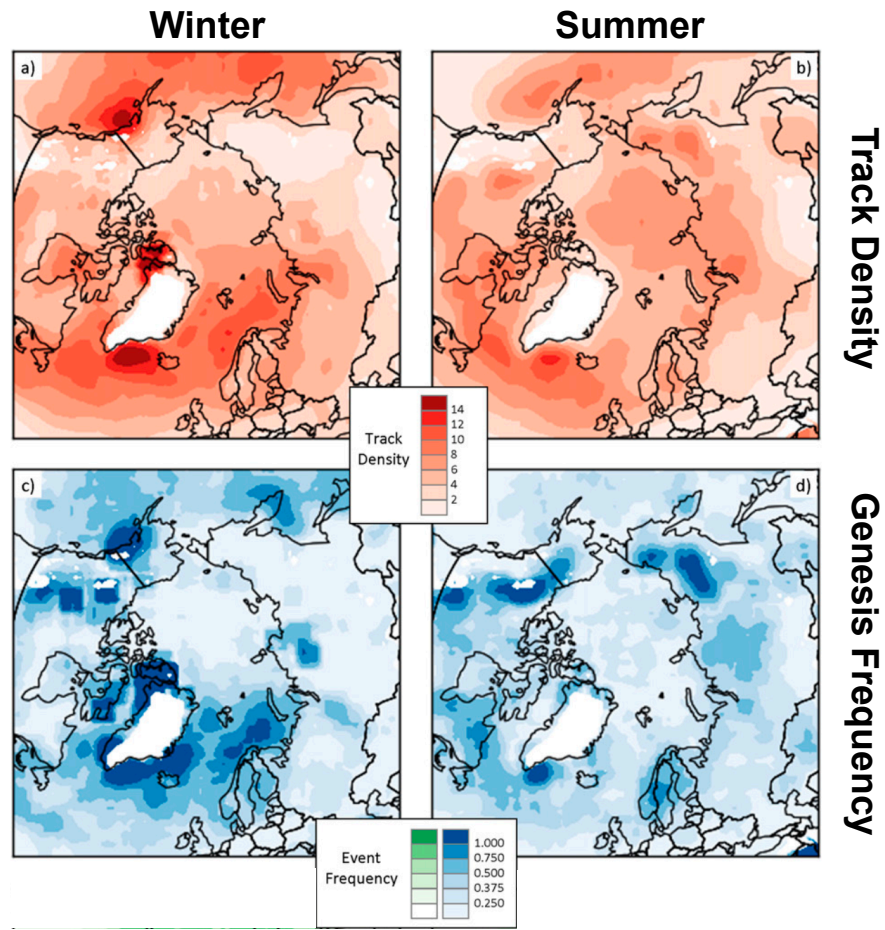 Winter
Summer
a)
b)
Track Density
Track
Density
14
12
10
8
6
4
2
c)
d)
Genesis Frequency
Event
Frequency
1.000
0.750
0.500
0.375
0.250